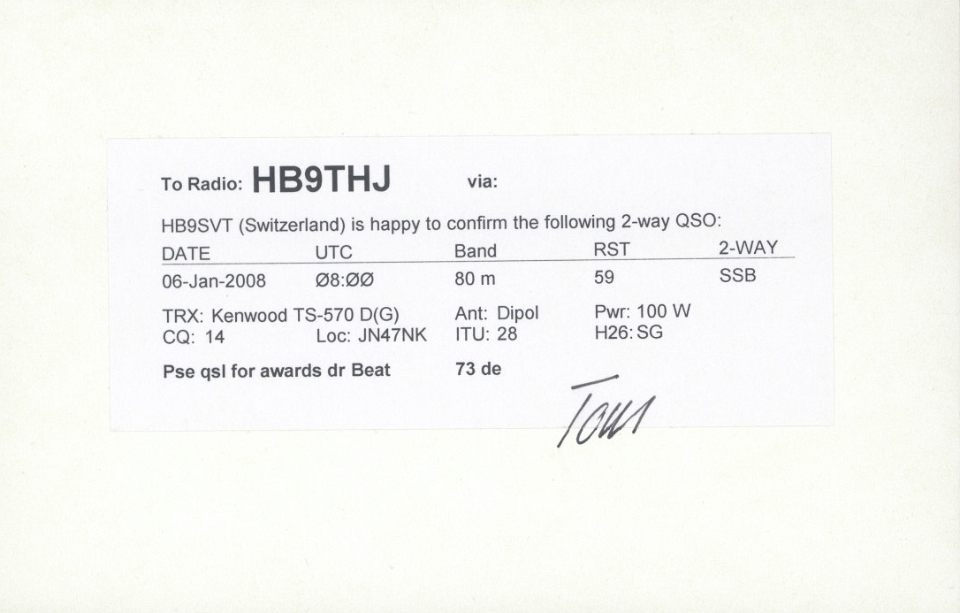 To Radio: HB9THJ via:
HB9SVT (Switzerland) is happy to confirm the following 2-way QSO:
DATE UTC Band RST 2-WAY
06-Jan-2008 Ø8:ØØ 80 m 59 SSB
TRX: Kenwood TS-570 D(G) Ant: Dipol Pwr: 100 W
CQ: 14 Loc: JN47NK ITU: 28 H26: SG
Pse qsl for awards dr Beat 73 de
Tom